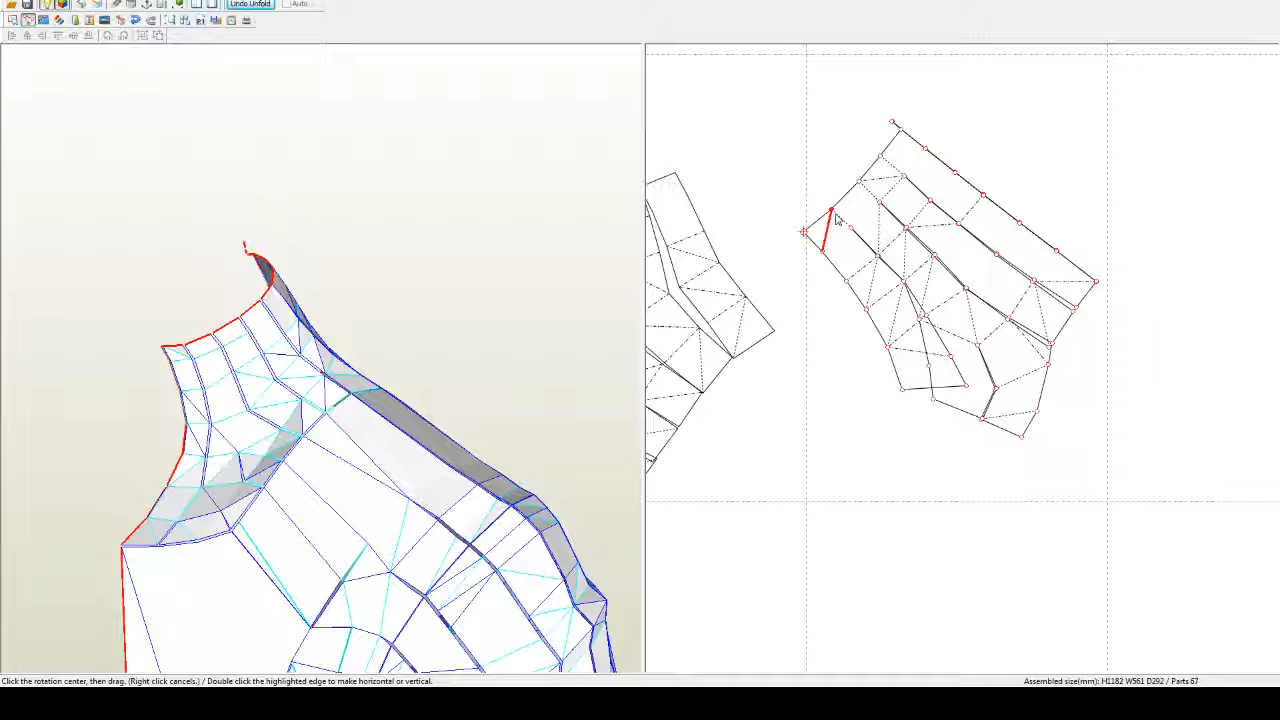 Undo Unfold Auto
Click the rotation center, then drag. (Right click cancels.) / Double click the highlighted edge to make horizontal or vertical.
Assembled size(mm): H1182 W561 D292 / Parts 67